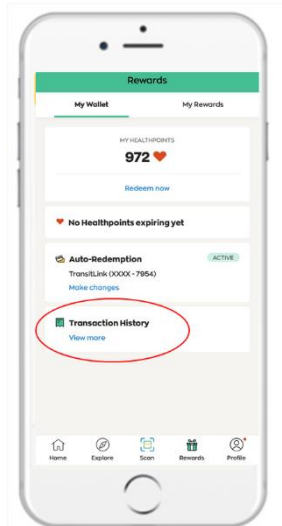 Rewards
My Wallet My Rewards
MY HEALTHPOINTS
972
Redeem now
No Healthpoints expiring yet
Auto-Redemption ACTIVE
TransitLink (XXXX - 7954)
Make changes
Transaction History
View more
Home Explore Scan Rewards Profile